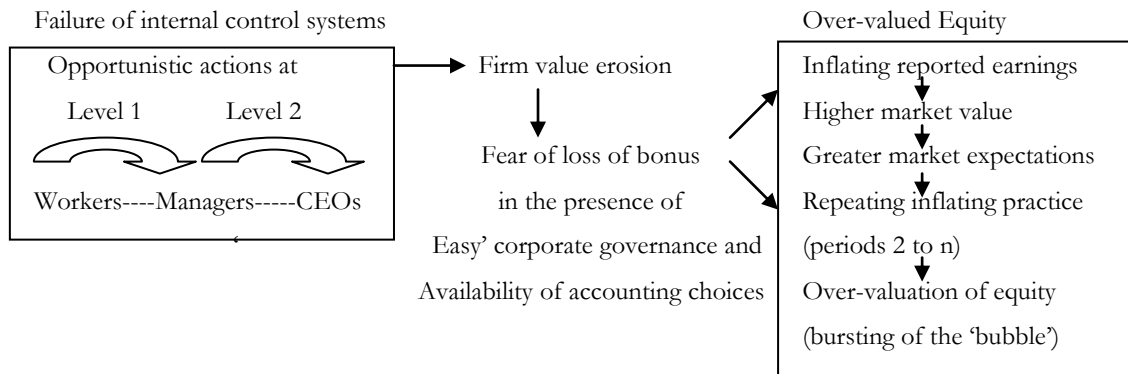 Failure of internal control systems
Opportunistic actions at
Level 1 Level 2
Workers----Managers-----CEOs
Firm value erosion
Fear of loss of bonus
in the presence of
Easy’ corporate governance and
Availability of accounting choices
Over-valued Equity
Inflating reported earnings
Higher market value
Greater market expectations
Repeating inflating practice
(periods 2 to n)
Over-valuation of equity
(bursting of the ‘bubble’)